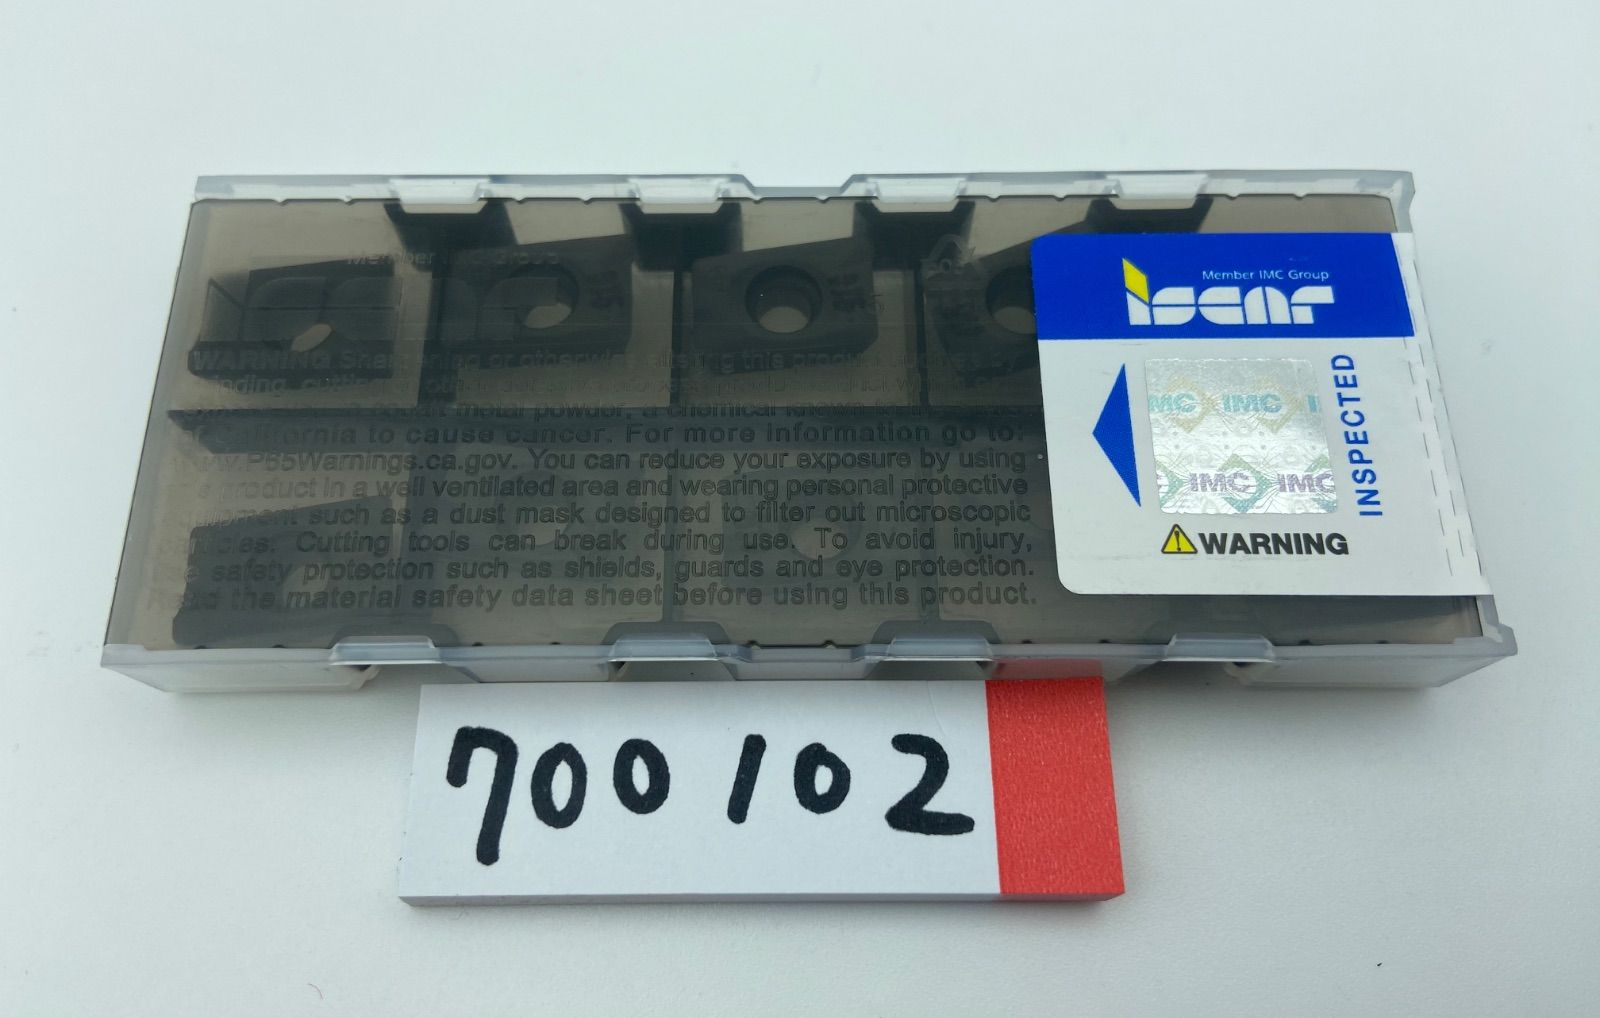 Member IMC Group
iscar
Member IMC Group
IMC IMC
IMC IMC
INSPECTED
WARNING
WARNING
of California to cause cancer. For more information go to:
www.P65Warnings.ca.gov. You can reduce your exposure by using
product in a well ventilated area and wearing personal protective
equipment such as a dust mask designed to filter out microscopic
particles. Cutting tools can break during use. To avoid injury,
safety protection such as shields, guards and eye protection.
the material safety data sheet before using this product.
700102